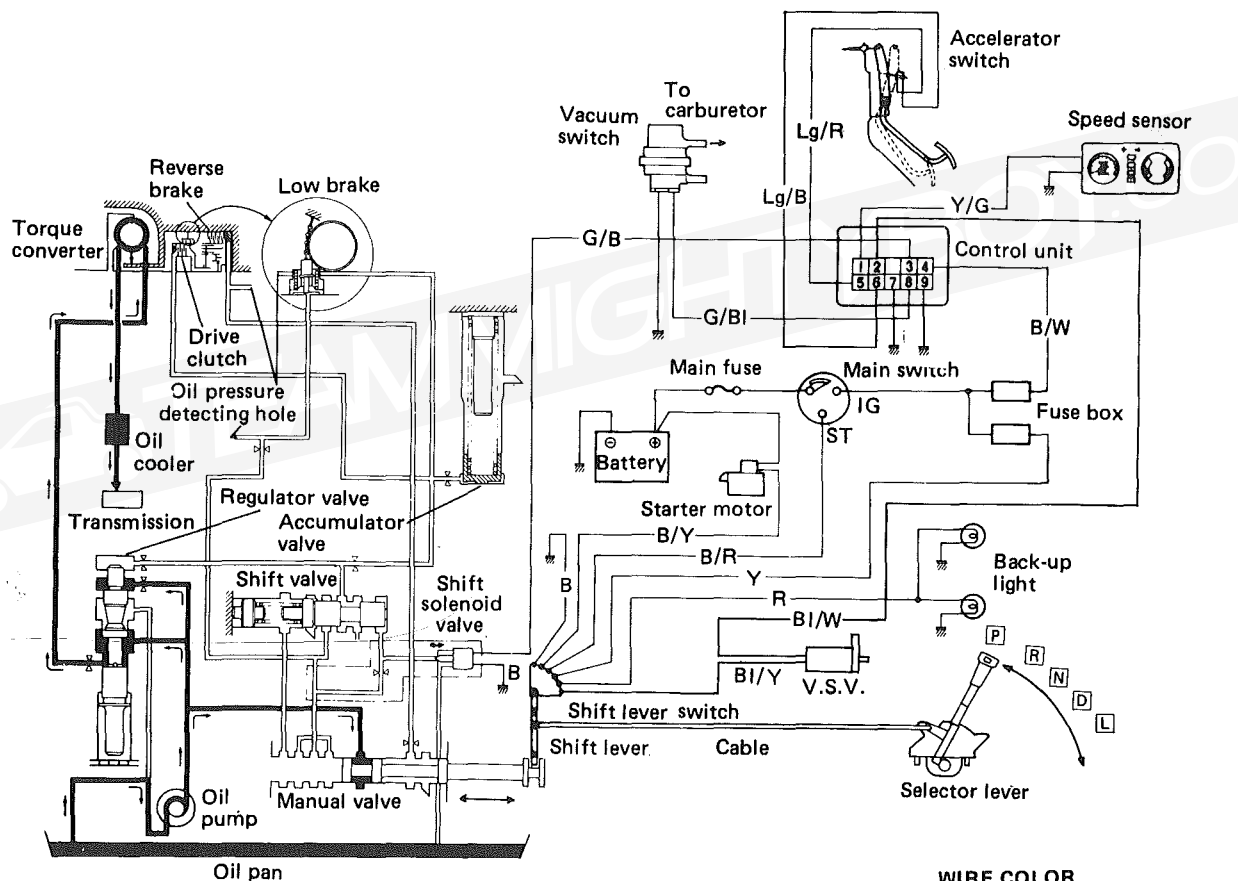 Accelerator
switch
To
carburetor
Vacuum
switch
Lg/R
Speed sensor
Reverse
brake
Low brake
Lg/B
Y/G
Torque
converter
G/B
Control unit
1 2 3 4
5 6 7 8 9
G/Bl
B/W
Drive
clutch
Main fuse
Main switch
Oil pressure
detecting hole
IG
Fuse box
ST
Oil
cooler
Battery
Regulator valve
Starter motor
Transmission
Accumulator
valve
B/Y
B/R
Shift valve
Shift
solenoid
valve
B
Y
Back-up
light
R
Bl/W
P
R
N
D
L
B
Bl/Y
V.S.V.
Shift lever switch
Shift lever
Cable
Selector lever
Manual valve
Oil
pump
Oil pan
WIRE COLOR